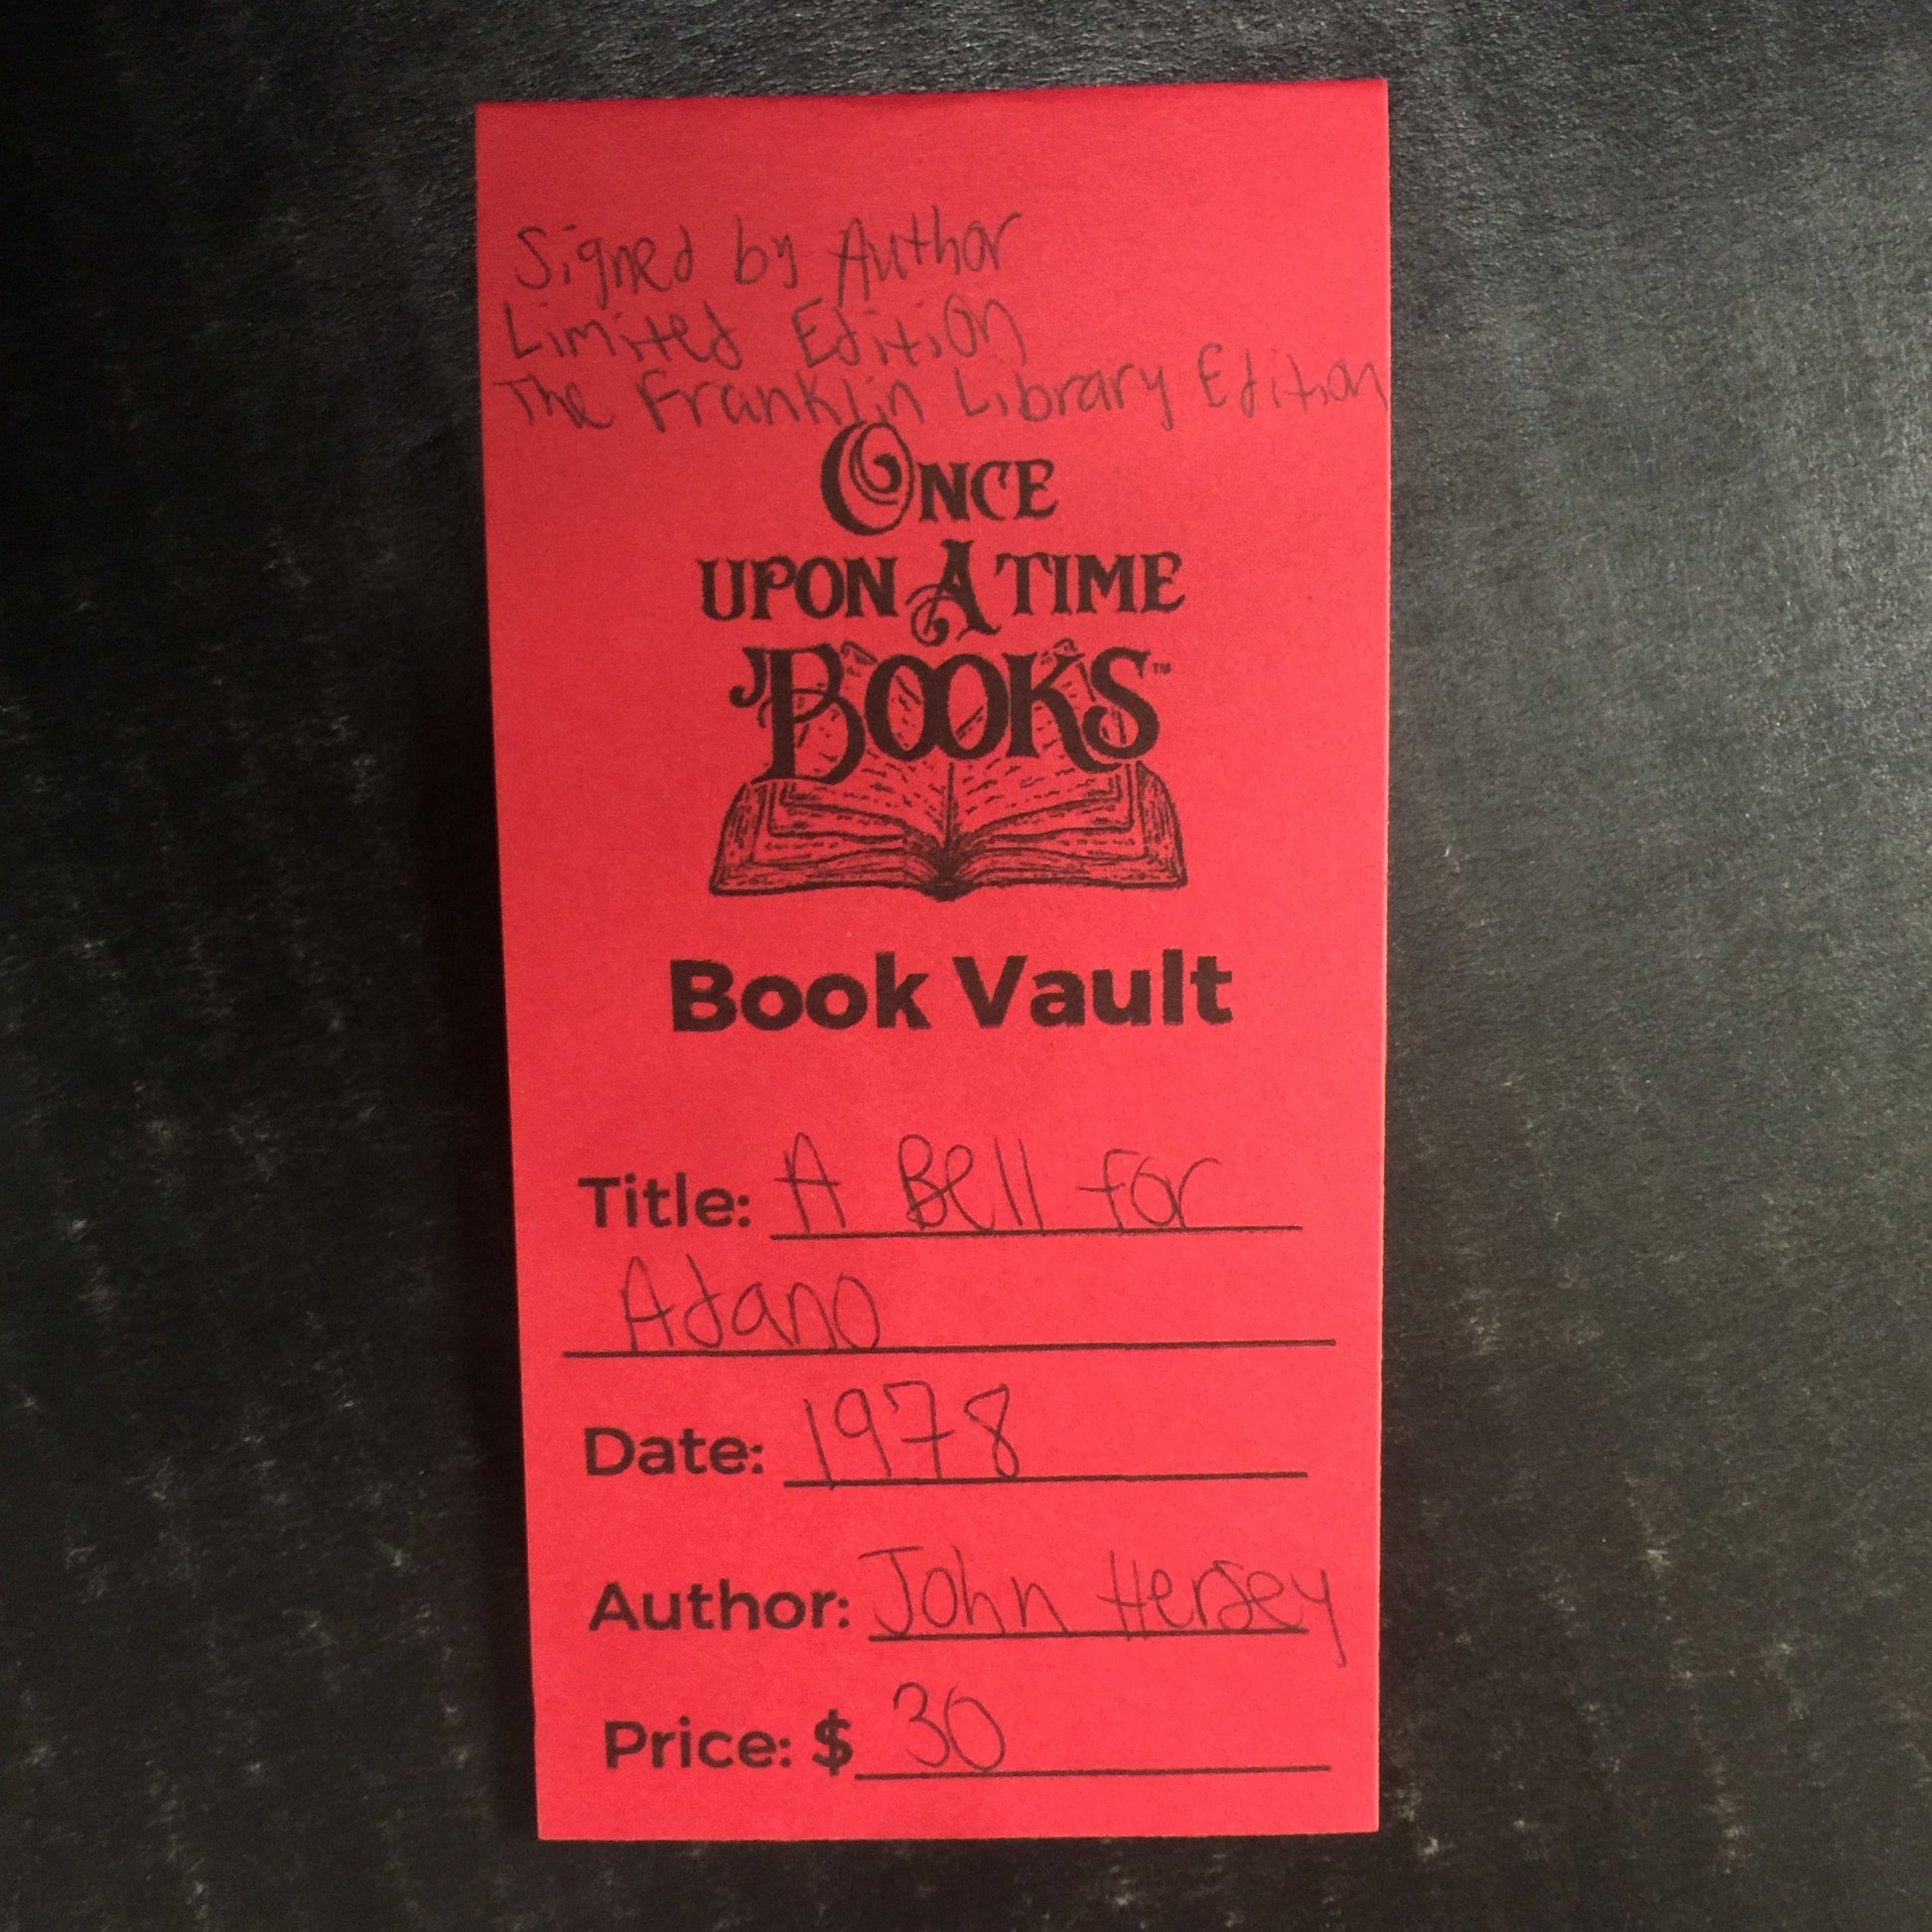 Signed by Author
Limited Edition
The Franklin Library Edition
ONCE
UPON A TIME
BOOKS™
Book Vault
Title: A Bell for
Adano
Date: 1978
Author: John Hersey
Price: $ 30